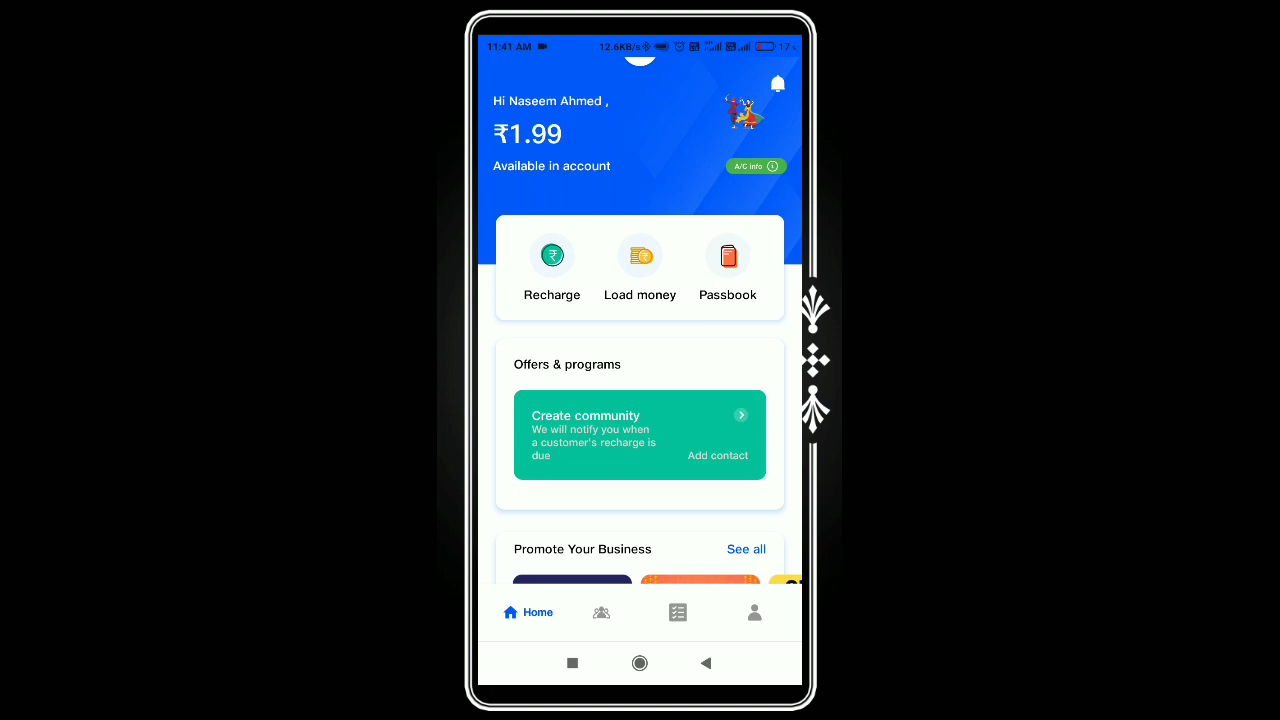 11:41 AM 12.6KB/s 17
Hi Naseem Ahmed ,
₹1.99
Available in account
A/C info
Recharge Load money Passbook
Offers & programs
Create community
We will notify you when
a customer's recharge is
due
Add contact
Promote Your Business See all
Home